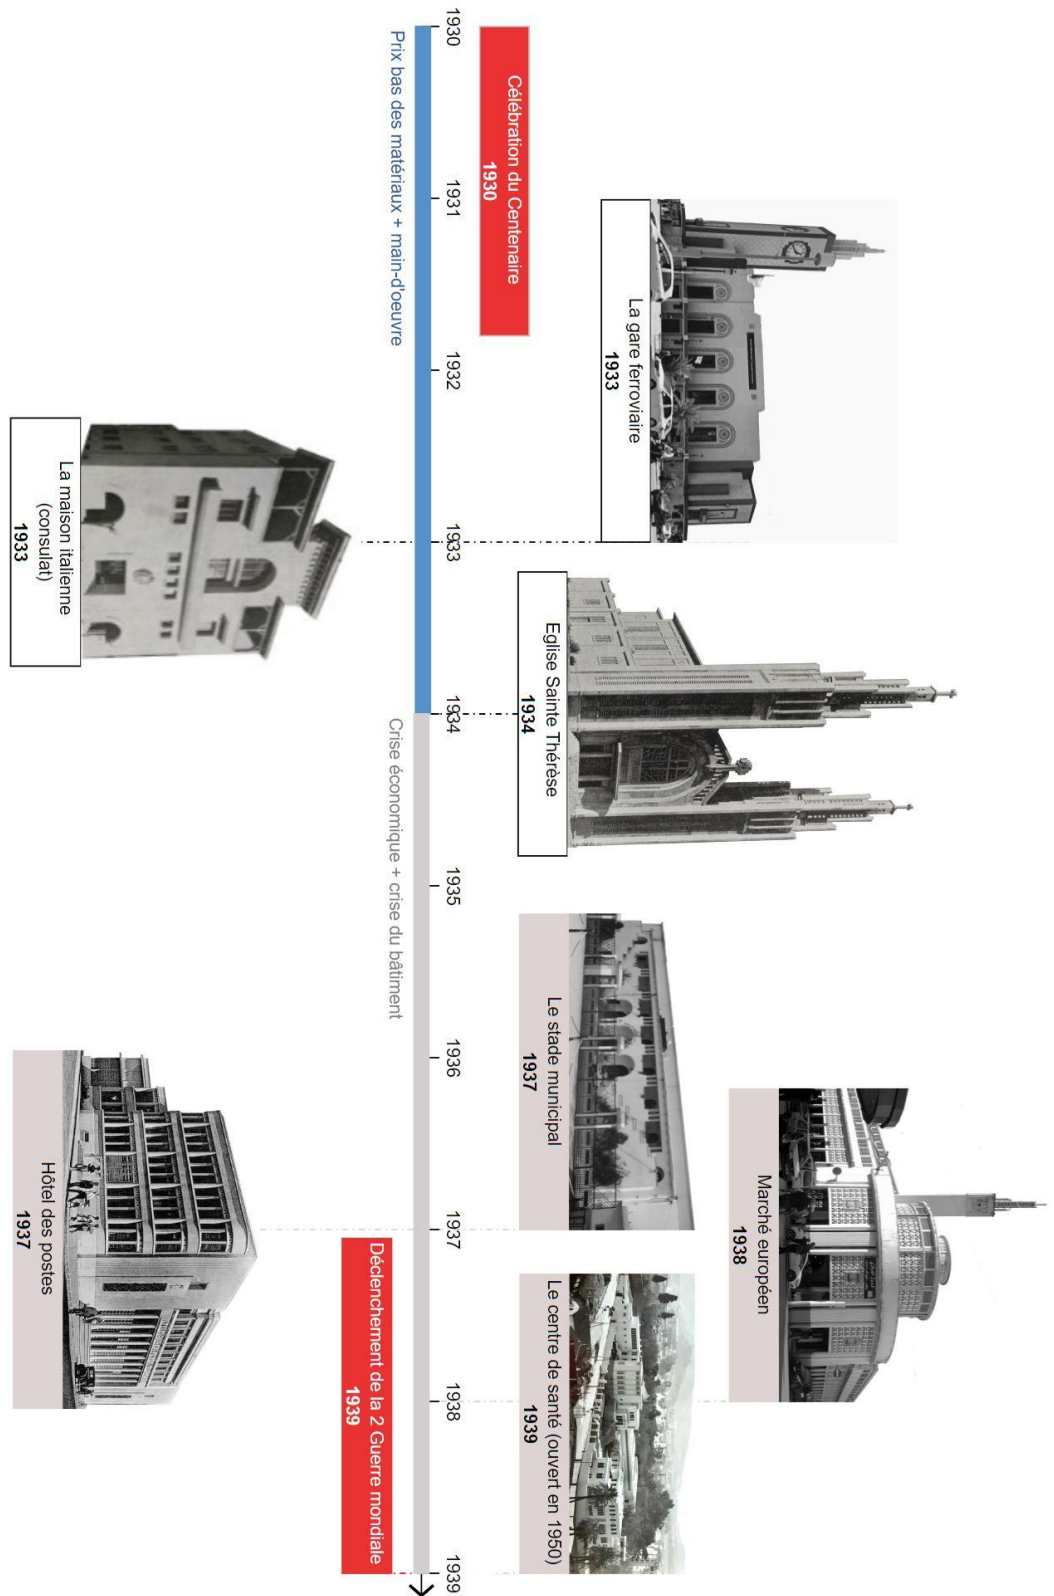 La gare ferroviaire
1933
Eglise Sainte Thérèse
1934
Le stade municipal
1937
Marché européen
1938
Le centre de santé (ouvert en 1950)
1939
Célébration du Centenaire
1930
1930
1931
1932
1933
1934
1935
1936
1937
1938
1939
Prix bas des matériaux + main-d'oeuvre
Crise économique + crise du bâtiment
Déclenchement de la 2 Guerre mondiale
1939
La maison italienne
(consulat)
1933
Hôtel des postes
1937